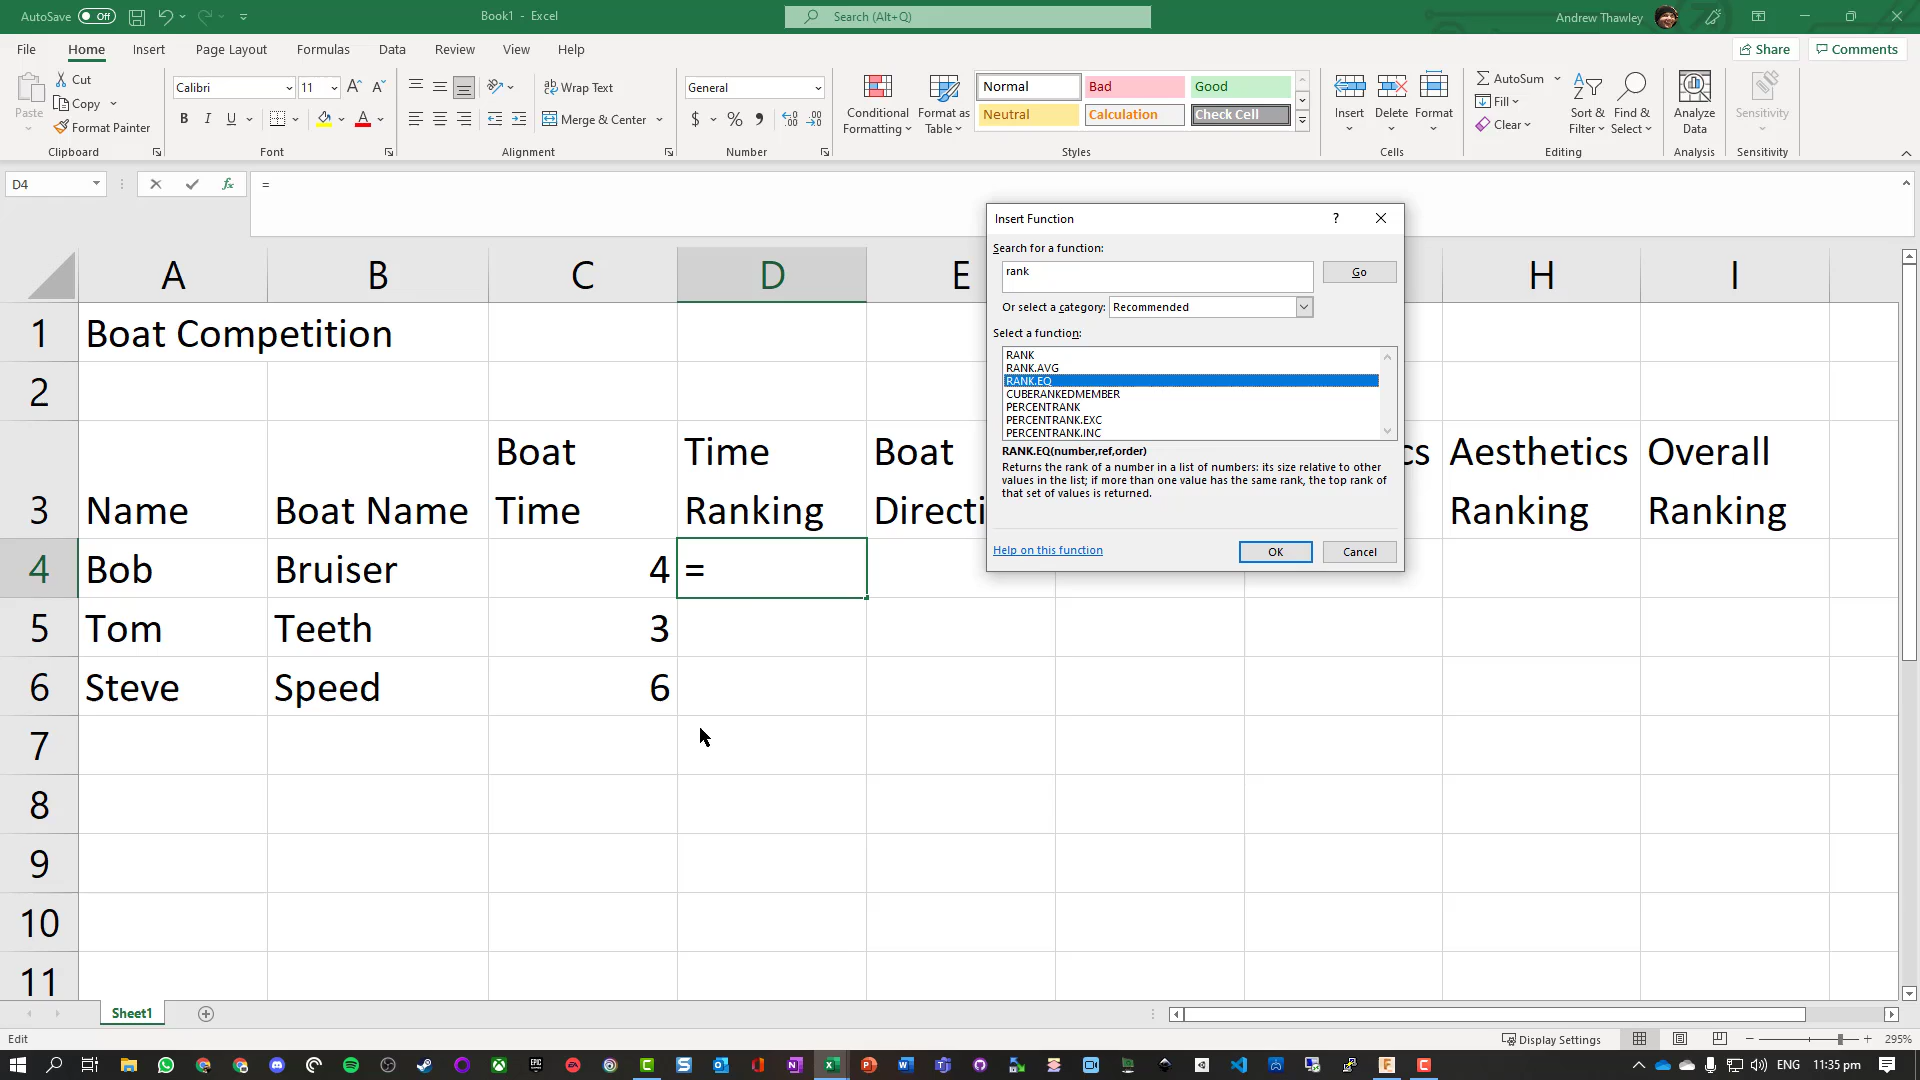 AutoSave Off
Book1 - Excel
Search (Alt+Q)
Andrew Thawley
File Home Insert Page Layout Formulas Data Review View Help
Share Comments
Paste
Cut
Copy
Format Painter
Clipboard
Calibri 11
B I U
Font
Wrap Text
Merge & Center
Alignment
General
$ % 9
Number
Conditional Formatting
Format as Table
Normal Bad Good
Neutral Calculation Check Cell
Styles
Insert Delete Format
Cells
AutoSum
Fill
Clear
Sort & Filter
Find & Select
Editing
Analyze Data
Analysis
Sensitivity
Sensitivity
D4
fx
=
A B C D E H I
1 Boat Competition
2
3 Name Boat Name Boat Time Time Ranking Boat Directi cs Aesthetics Ranking Overall Ranking
4 Bob Bruiser 4 =
5 Tom Teeth 3
6 Steve Speed 6
7
8
9
10
11
Insert Function ?
Search for a function:
rank
Go
Or select a category: Recommended
Select a function:
RANK
RANK.AVG
RANK.EQ
CUBERANKEDMEMBER
PERCENTRANK
PERCENTRANK.EXC
PERCENTRANK.INC
RANK.EQ(number,ref,order)
Returns the rank of a number in a list of numbers: its size relative to other
values in the list; if more than one value has the same rank, the top rank of
that set of values is returned.
Help on this function
OK Cancel
Sheet1
Edit
Display Settings
295%
ENG 11:35 pm